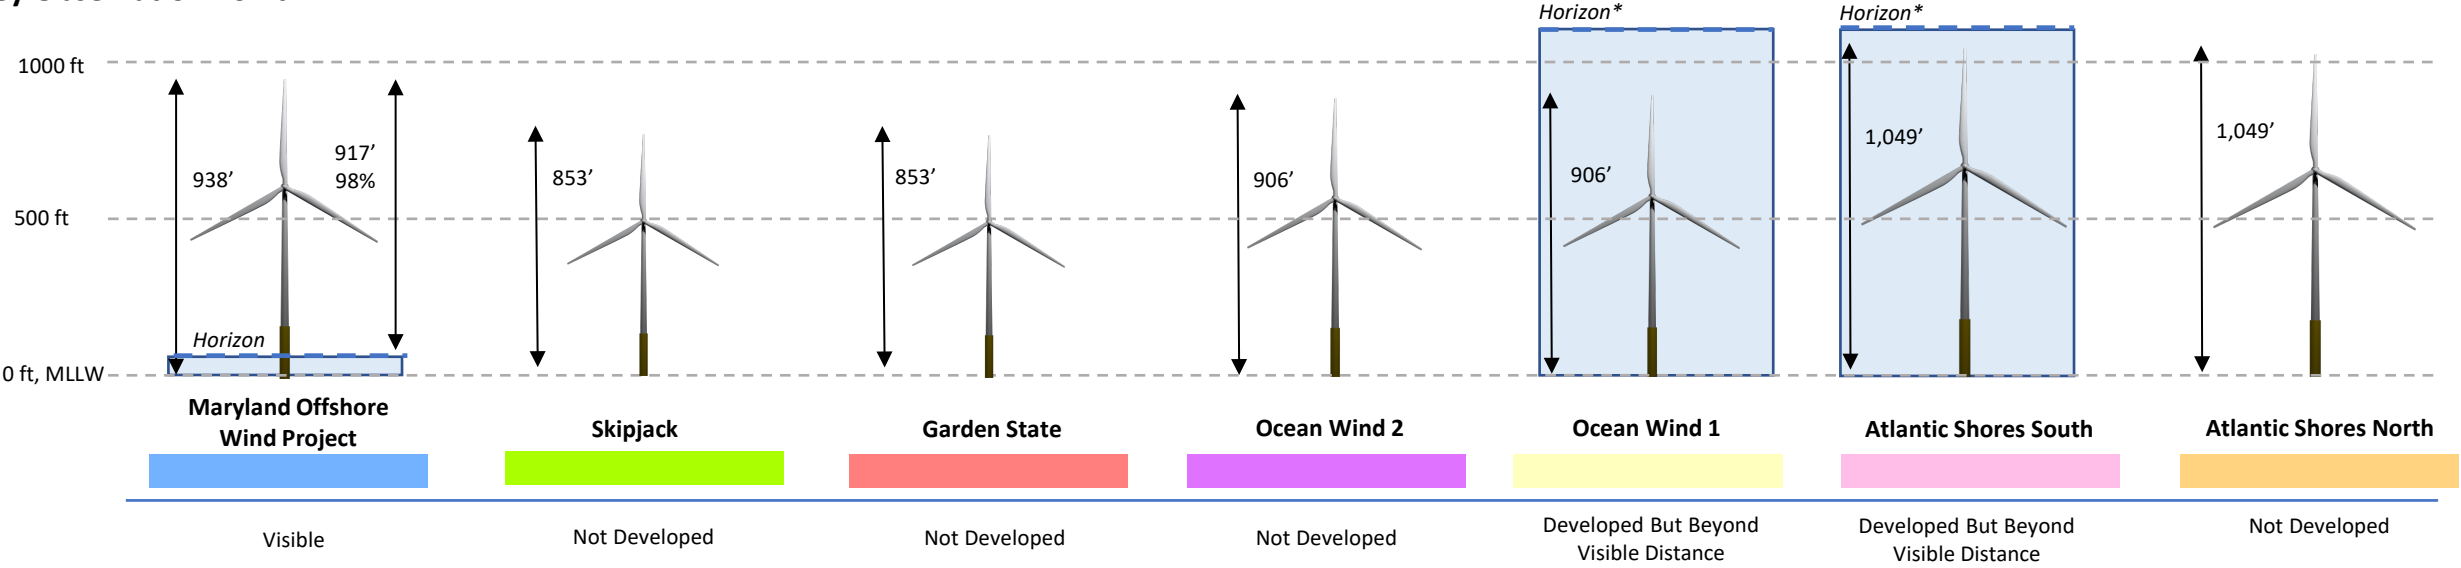 Horizon*
Horizon*
1000 ft
500 ft
0 ft, MLLW
938’
917’
98%
Horizon
853’
853’
906’
906’
1,049’
1,049’
Maryland Offshore
Wind Project
Skipjack
Garden State
Ocean Wind 2
Ocean Wind 1
Atlantic Shores South
Atlantic Shores North
Visible
Not Developed
Not Developed
Not Developed
Developed But Beyond
Visible Distance
Developed But Beyond
Visible Distance
Not Developed